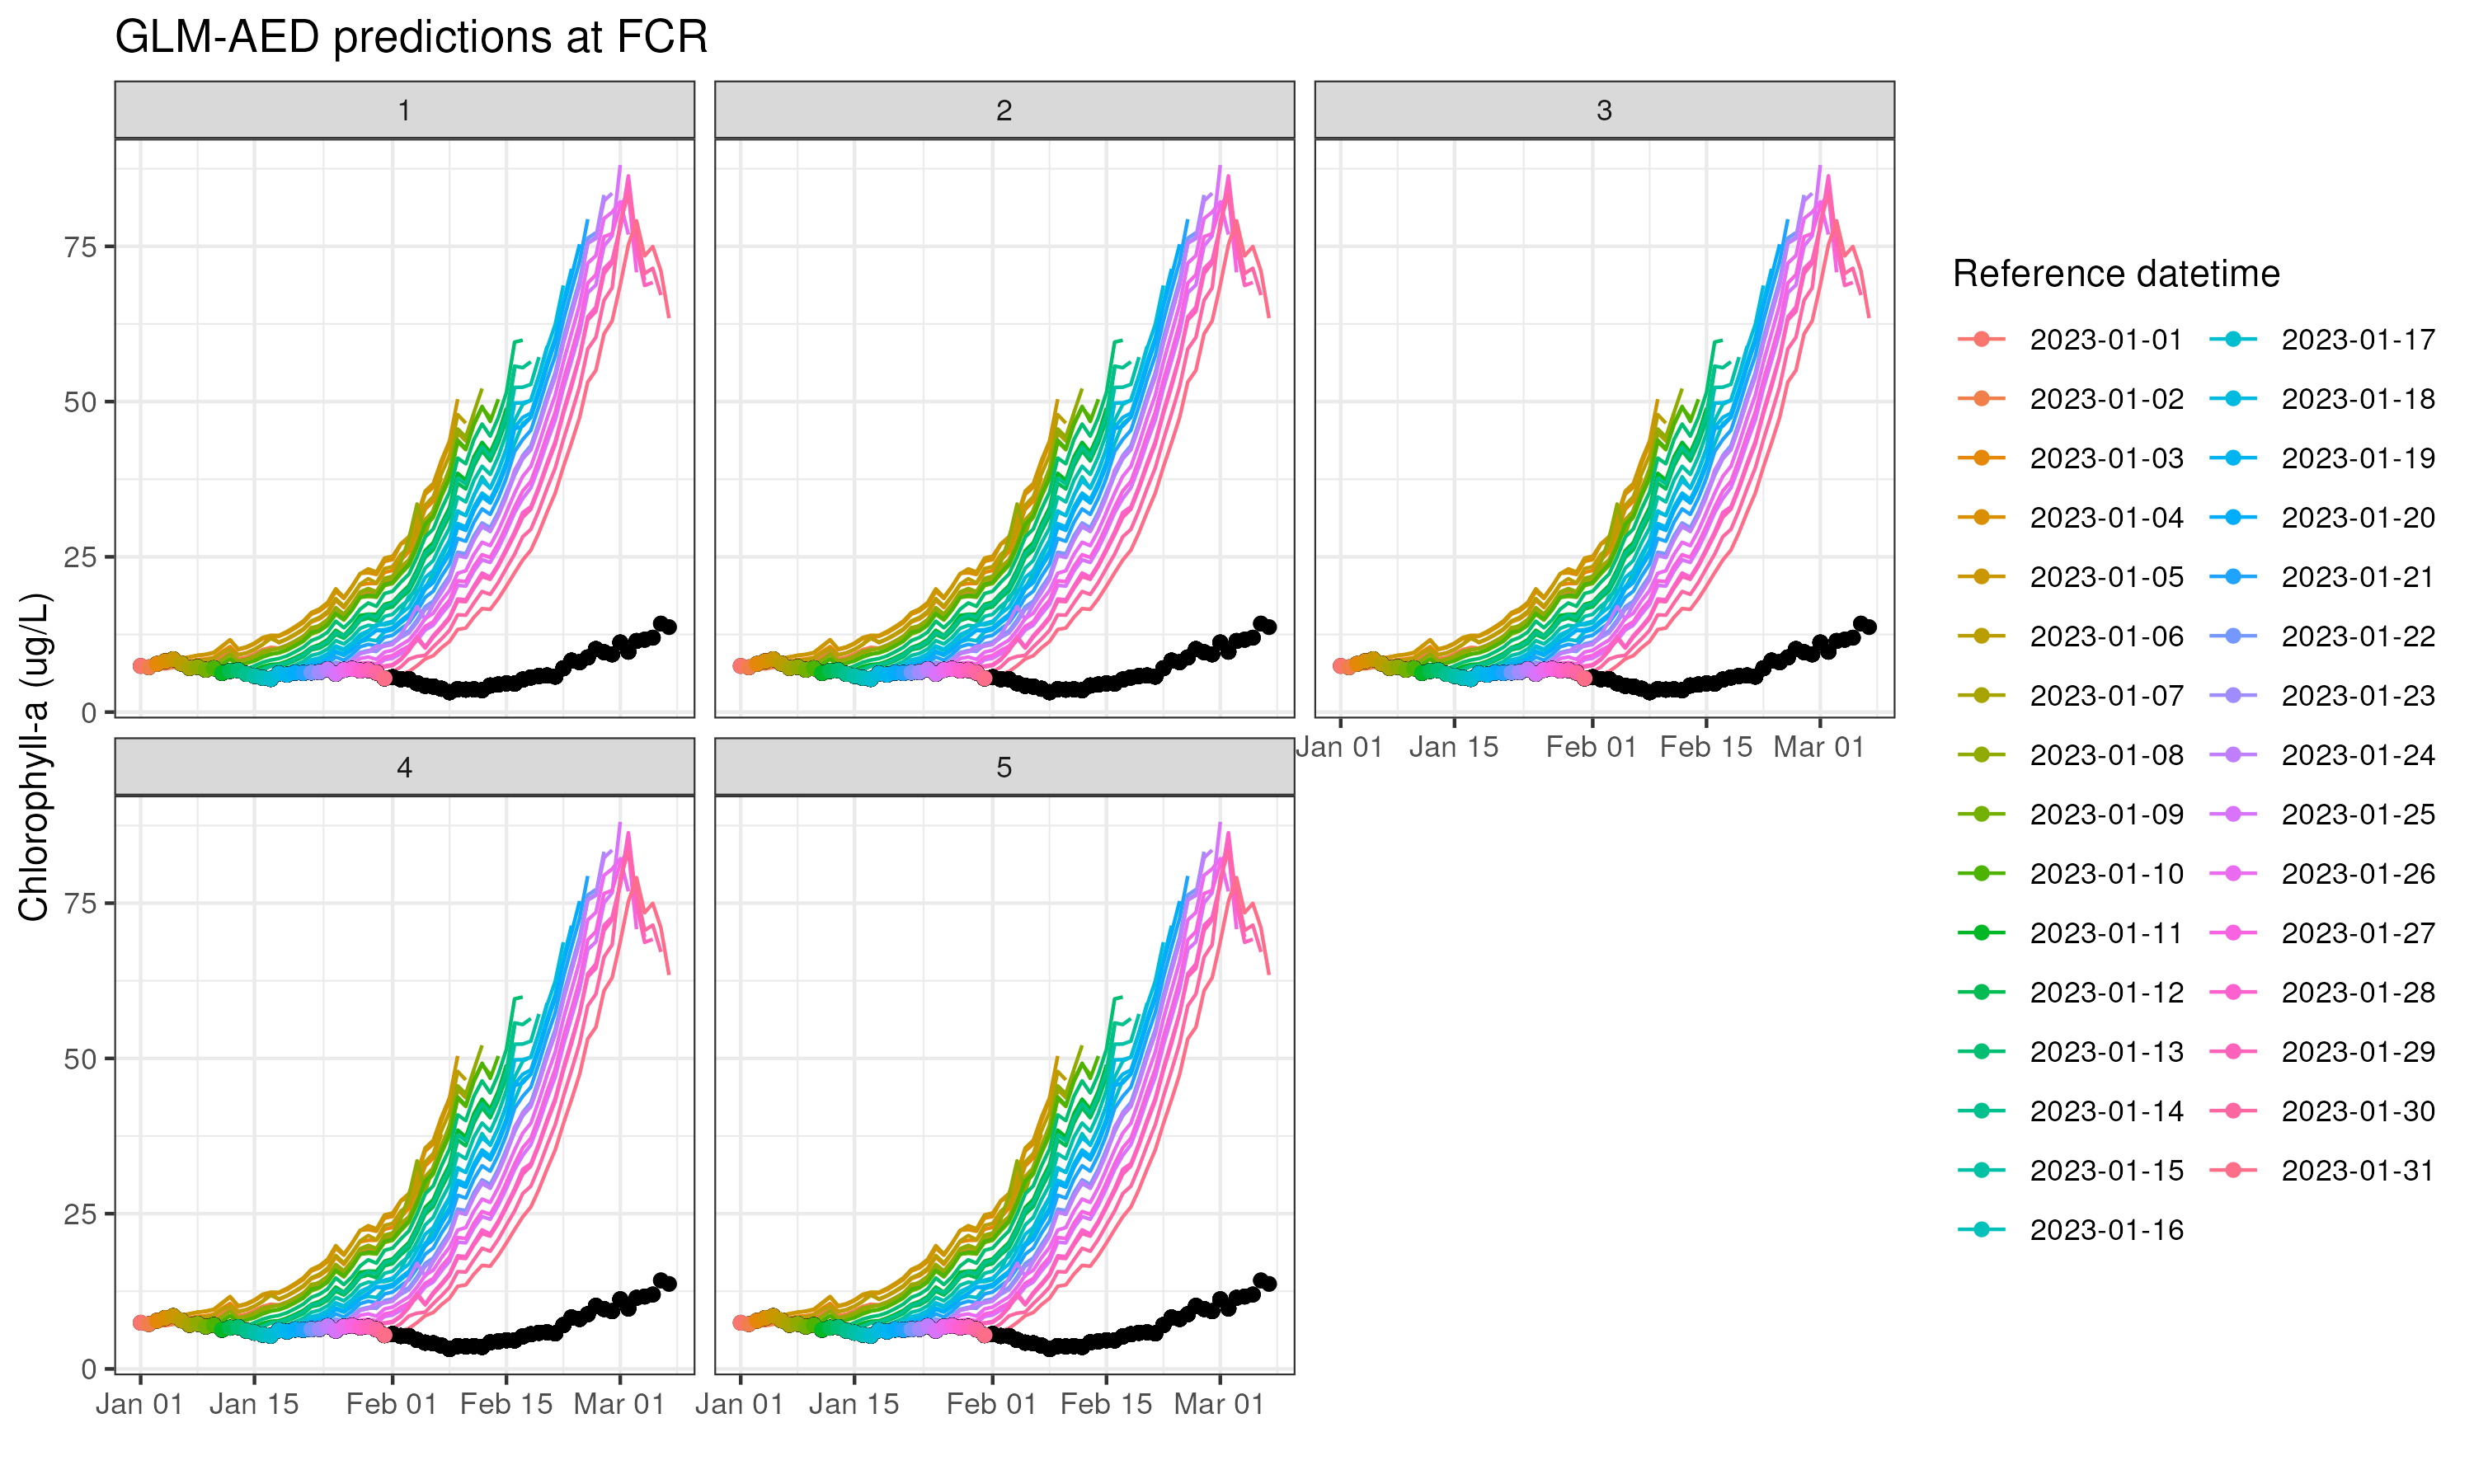 GLM-AED predictions at FCR
1
2
3
75
50
25
0
Jan 01
Jan 15
Feb 01
Feb 15
Mar 01
4
5
75
50
25
0
Jan 01
Jan 15
Feb 01
Feb 15
Mar 01
Jan 01
Jan 15
Feb 01
Feb 15
Mar 01
Chlorophyll-a (ug/L)
Reference datetime
2023-01-01
2023-01-02
2023-01-03
2023-01-04
2023-01-05
2023-01-06
2023-01-07
2023-01-08
2023-01-09
2023-01-10
2023-01-11
2023-01-12
2023-01-13
2023-01-14
2023-01-15
2023-01-16
2023-01-17
2023-01-18
2023-01-19
2023-01-20
2023-01-21
2023-01-22
2023-01-23
2023-01-24
2023-01-25
2023-01-26
2023-01-27
2023-01-28
2023-01-29
2023-01-30
2023-01-31